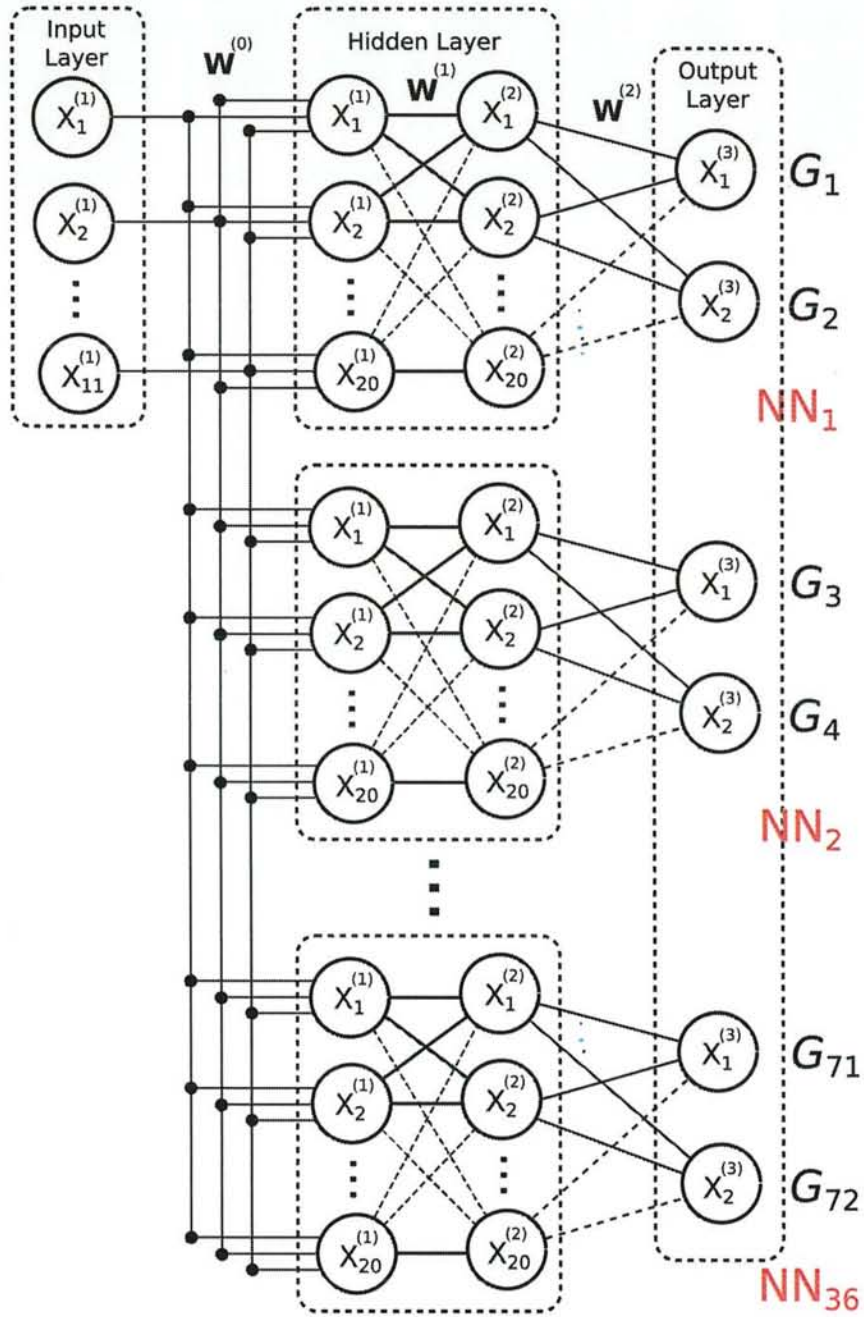 Input
Layer
W(0)
Hidden Layer
W(1)
W(2)
Output
Layer
X1(1)
X2(1)
X11(1)
X1(1)
X1(2)
X2(1)
X2(2)
X20(1)
X20(2)
X1(3)
G1
X2(3)
G2
NN1
X1(1)
X1(2)
X2(1)
X2(2)
X20(1)
X20(2)
X1(3)
G3
X2(3)
G4
NN2
X1(1)
X1(2)
X2(1)
X2(2)
X20(1)
X20(2)
X1(3)
G71
X2(3)
G72
NN36